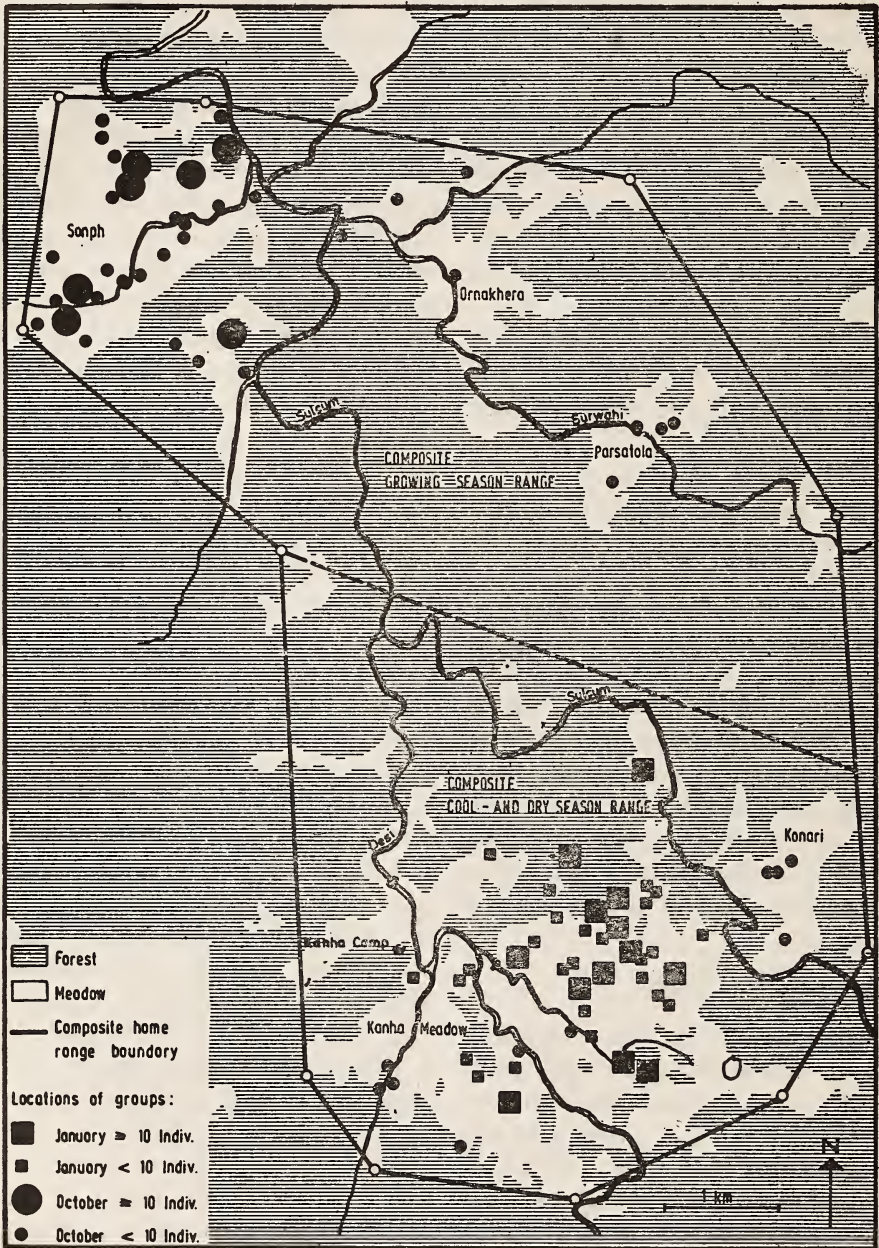 Sonph
Ornakhera
Sulcum
Surwahi
Parsatola
COMPOSITE
GROWING SEASON RANGE
Sulcum
COMPOSITE
COOL - AND DRY SEASON RANGE
Desi
Konari
Kanha Camp
Kanha Meadow
Forest
Meadow
Composite home
range boundary
Locations of groups:
January ≥ 10 Indiv.
January < 10 Indiv.
October ≥ 10 Indiv.
October < 10 Indiv.
N
1 km